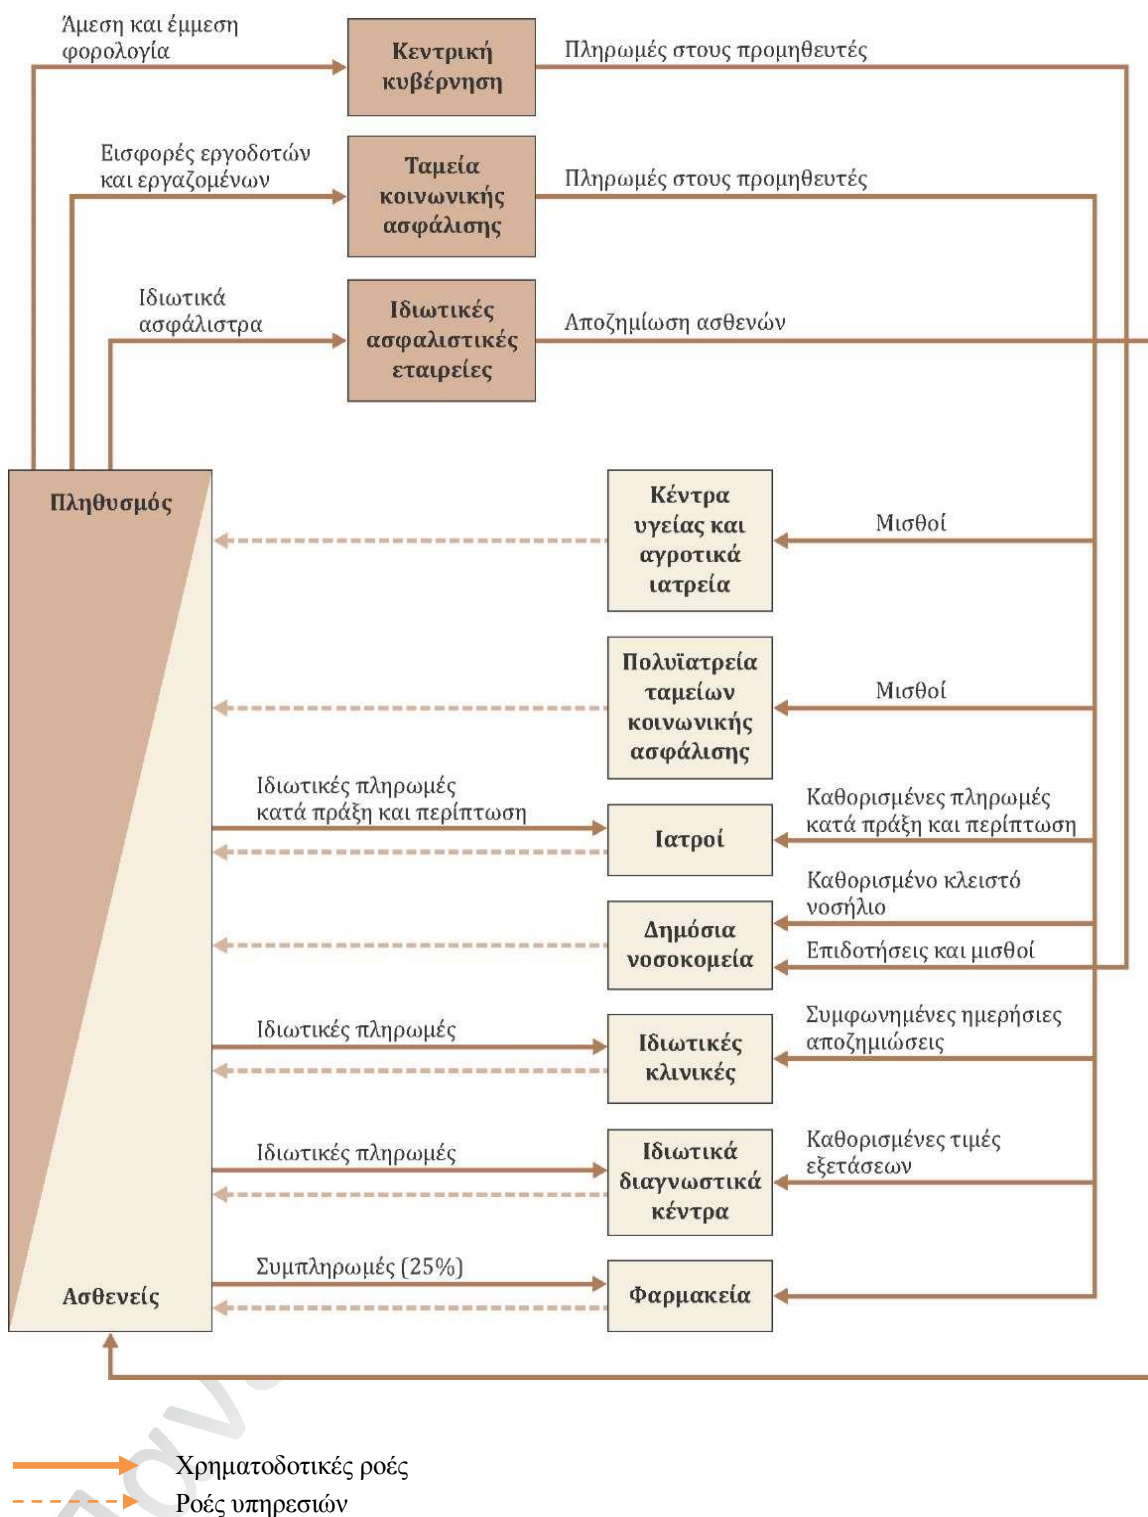 Άμεση και έμμεση
φορολογία
Κεντρική
κυβέρνηση
Πληρωμές στους προμηθευτές
Εισφορές εργοδοτών
και εργαζομένων
Ταμεία
κοινωνικής
ασφάλισης
Πληρωμές στους προμηθευτές
Ιδιωτικά
ασφάλιστρα
Ιδιωτικές
ασφαλιστικές
εταιρείες
Αποζημίωση ασθενών
Πληθυσμός
Κέντρα
υγείας και
αγροτικά
ιατρεία
Μισθοί
Πολυϊατρεία
ταμείων
κοινωνικής
ασφάλισης
Μισθοί
Ιδιωτικές πληρωμές
κατά πράξη και περίπτωση
Ιατροί
Καθορισμένες πληρωμές
κατά πράξη και περίπτωση
Καθορισμένο κλειστό
νοσήλιο
Δημόσια
νοσοκομεία
Επιδοτήσεις και μισθοί
Ιδιωτικές πληρωμές
Ιδιωτικές
κλινικές
Συμφωνημένες ημερήσιες
αποζημιώσεις
Ιδιωτικές πληρωμές
Ιδιωτικά
διαγνωστικά
κέντρα
Καθορισμένες τιμές
εξετάσεων
Συμπληρωμές (25%)
Φαρμακεία
Ασθενείς
Χρηματοδοτικές ροές
Ροές υπηρεσιών